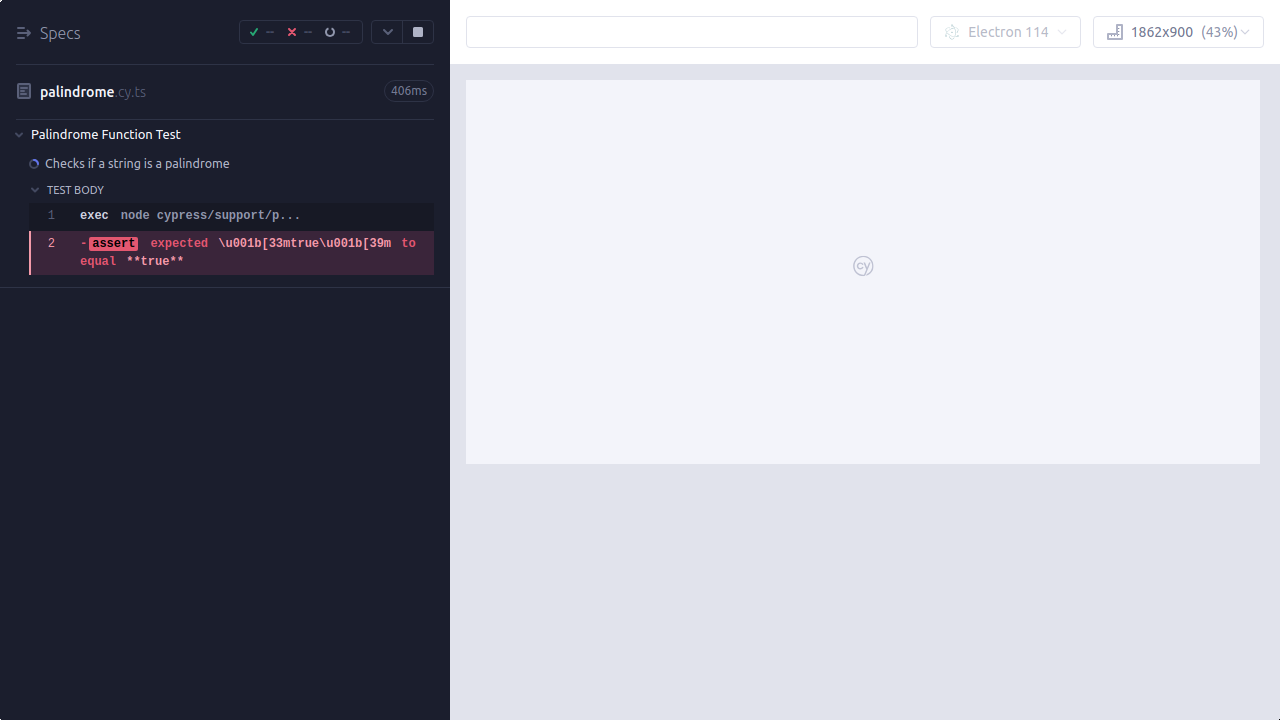 Specs
-- -- --
palindrome.cy.ts 406ms
Palindrome Function Test
Checks if a string is a palindrome
TEST BODY
1 exec node cypress/support/p...
2 -assert expected \u001b[33mtrue\u001b[39m to
equal **true**
Electron 114
1862x900 (43%)
cy